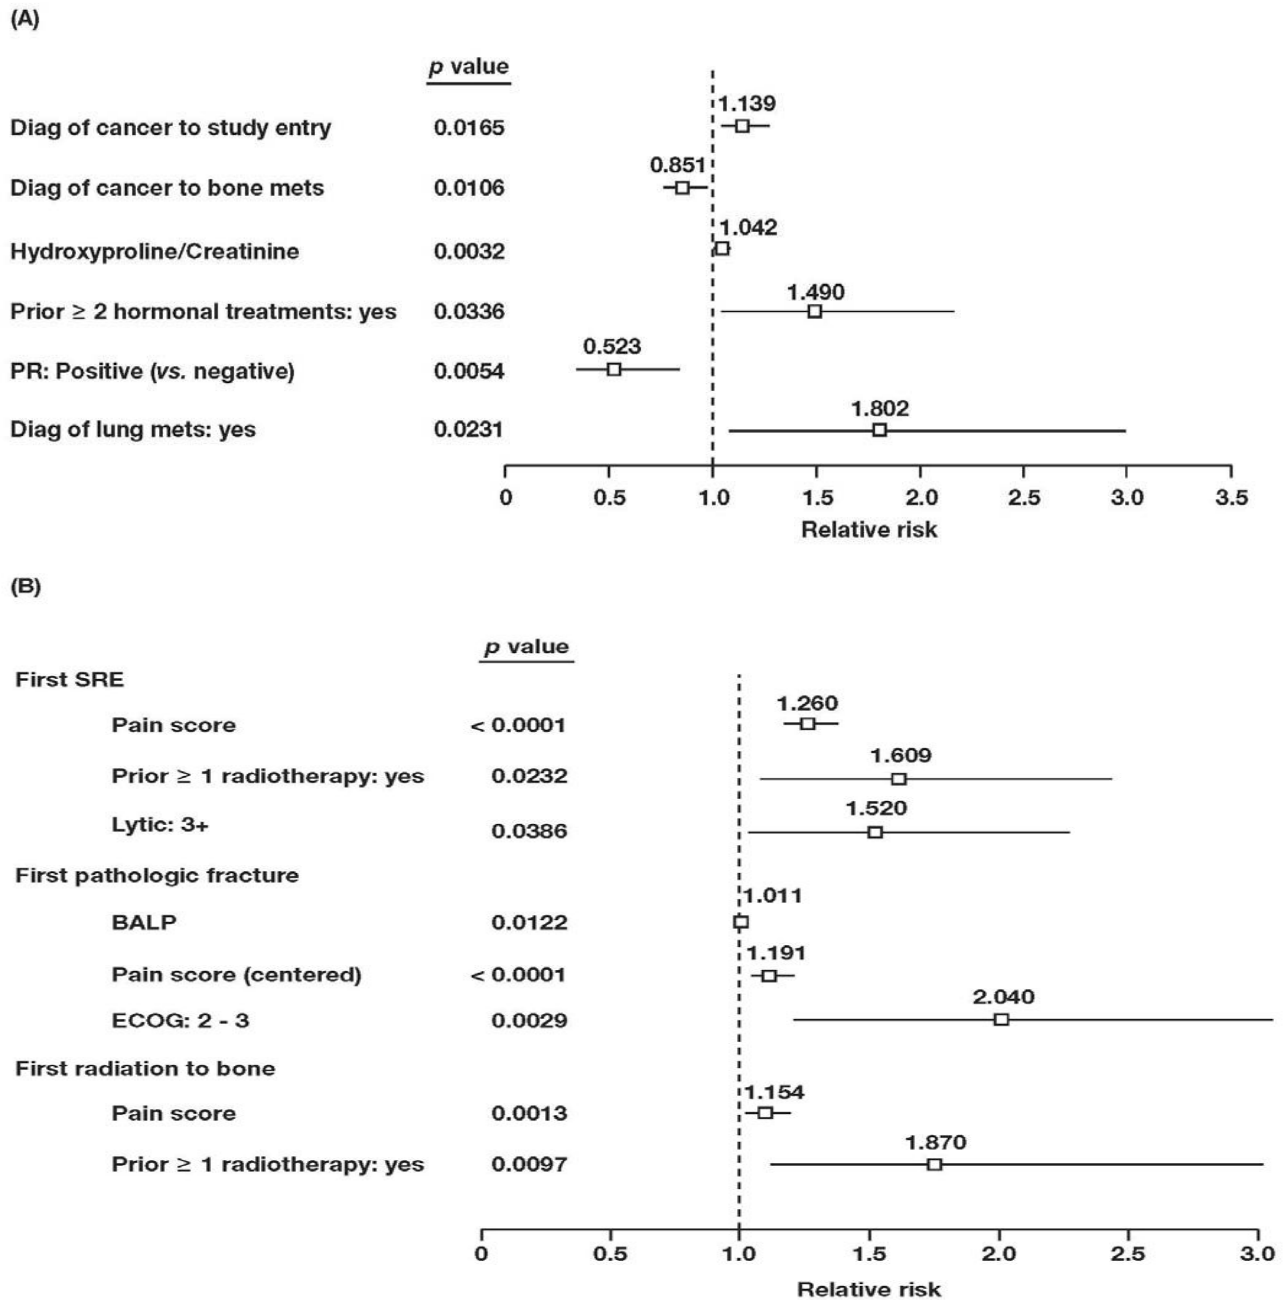 (A)
p value
1.139
Diag of cancer to study entry 0.0165
0.851
Diag of cancer to bone mets 0.0106
1.042
Hydroxyproline/Creatinine 0.0032
1.490
Prior ≥ 2 hormonal treatments: yes 0.0336
0.523
PR: Positive (vs. negative) 0.0054
1.802
Diag of lung mets: yes 0.0231
0 0.5 1.0 1.5 2.0 2.5 3.0 3.5
Relative risk
(B)
p value
First SRE
1.260
Pain score < 0.0001
1.609
Prior ≥ 1 radiotherapy: yes 0.0232
1.520
Lytic: 3+ 0.0386
First pathologic fracture
1.011
BALP 0.0122
1.191
Pain score (centered) < 0.0001
2.040
ECOG: 2 - 3 0.0029
First radiation to bone
1.154
Pain score 0.0013
1.870
Prior ≥ 1 radiotherapy: yes 0.0097
0 0.5 1.0 1.5 2.0 2.5 3.0
Relative risk